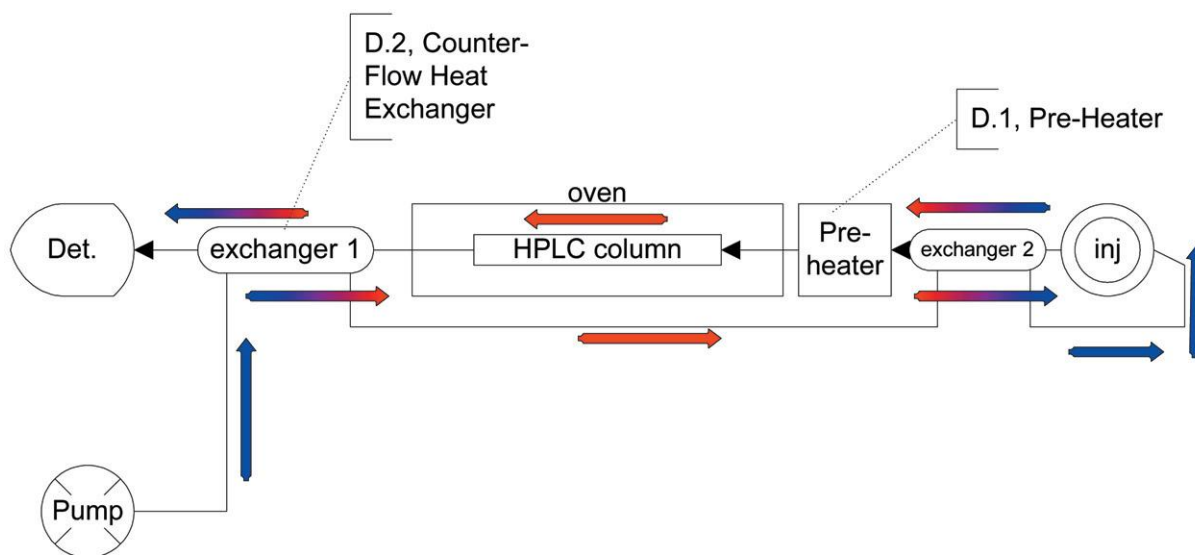 D.2, Counter-
Flow Heat
Exchanger
D.1, Pre-Heater
oven
Det.
exchanger 1
HPLC column
Pre-
heater
exchanger 2
inj
Pump